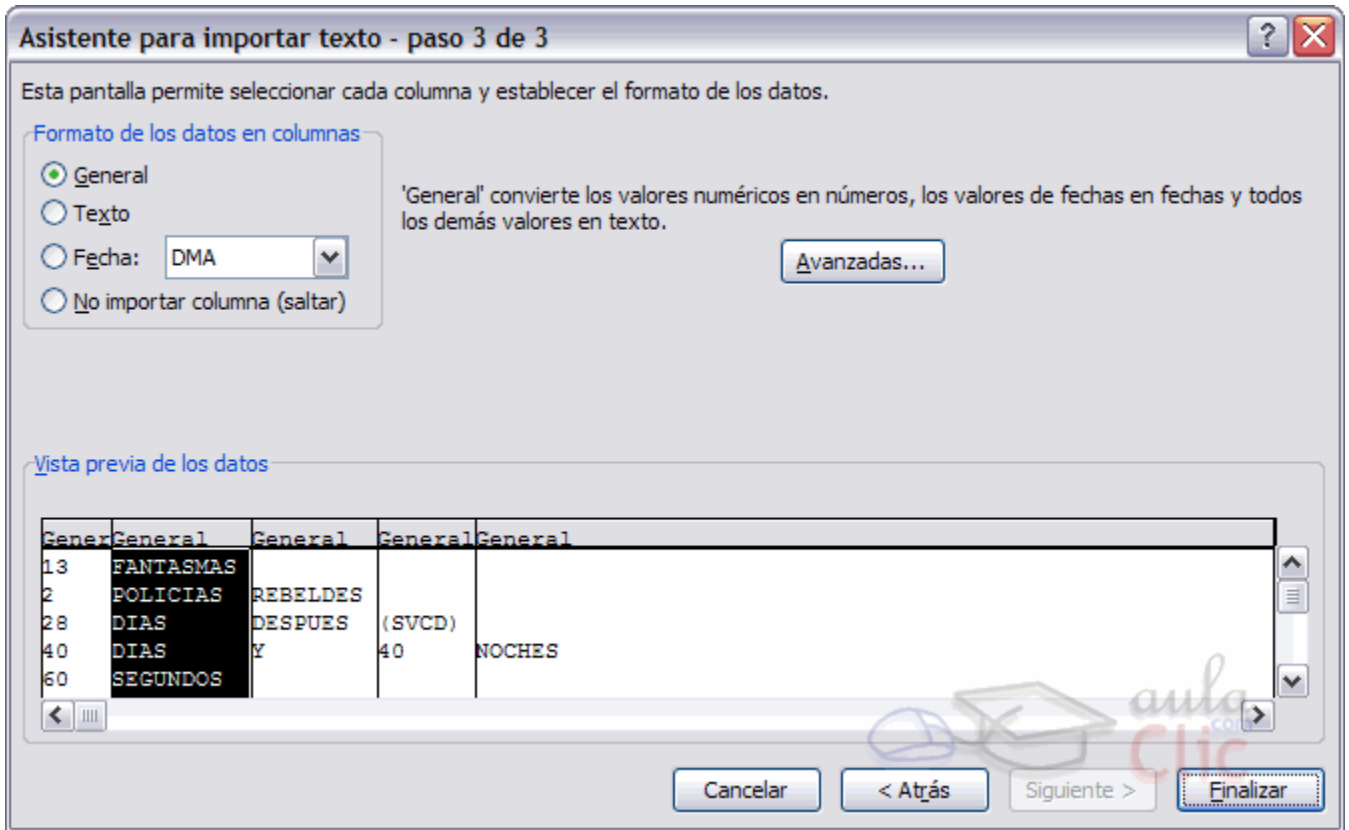 Asistente para importar texto - paso 3 de 3
Esta pantalla permite seleccionar cada columna y establecer el formato de los datos.
Formato de los datos en columnas
General
Texto
Fecha: DMA
No importar columna (saltar)
'General' convierte los valores numéricos en números, los valores de fechas en fechas y todos
los demás valores en texto.
Avanzadas...
Vista previa de los datos
Gener General General General General
13 FANTASMAS
2 POLICIAS REBELDES
28 DIAS DESPUES (SVCD)
40 DIAS Y 40 NOCHES
60 SEGUNDOS
aula
.com
Clic
Cancelar < Atrás Siguiente > Finalizar